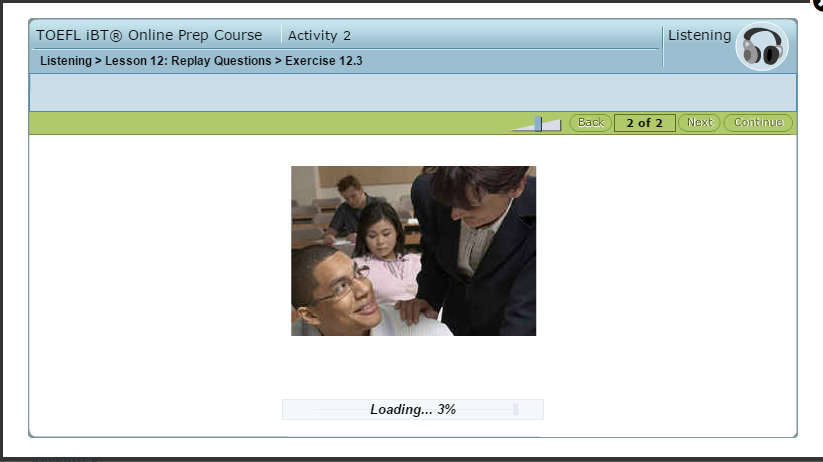 TOEFL iBT® Online Prep Course Activity 2 Listening
Listening > Lesson 12: Replay Questions > Exercise 12.3
Back 2 of 2 Next Continue
Loading... 3%